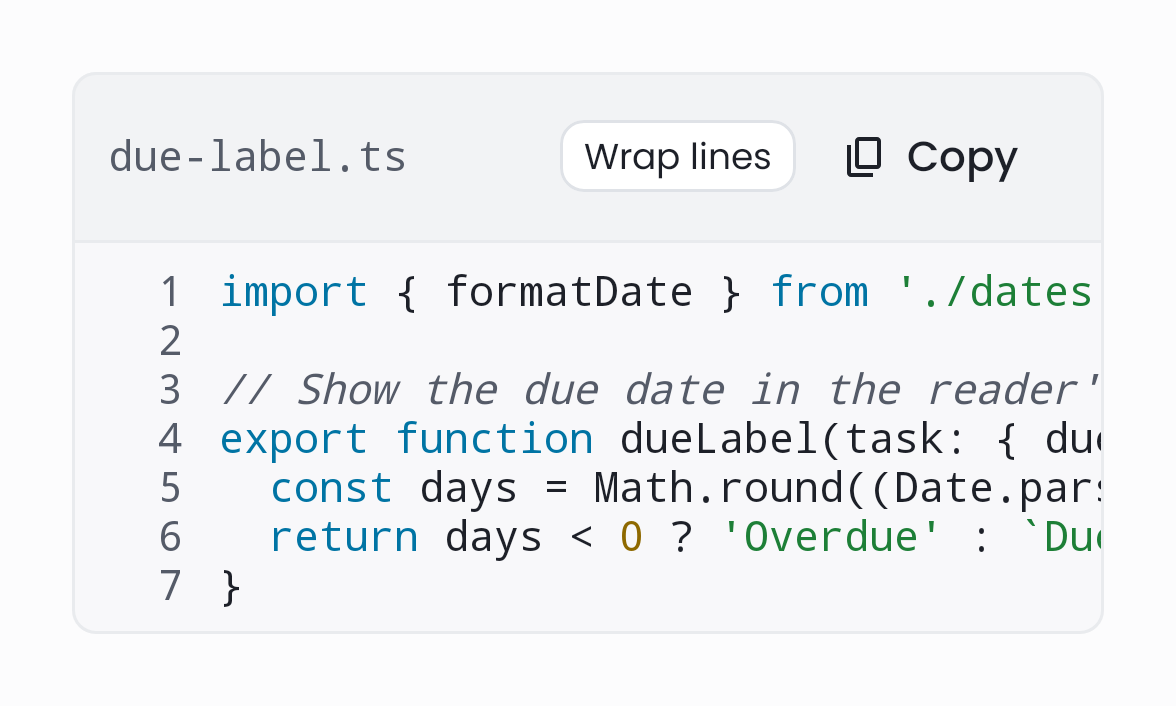 due-label.ts
Wrap lines
Copy
1 import { formatDate } from './dates
2
3 // Show the due date in the reader'
4 export function dueLabel(task: { du
5   const days = Math.round((Date.par
6   return days < 0 ? 'Overdue' : `Du
7 }